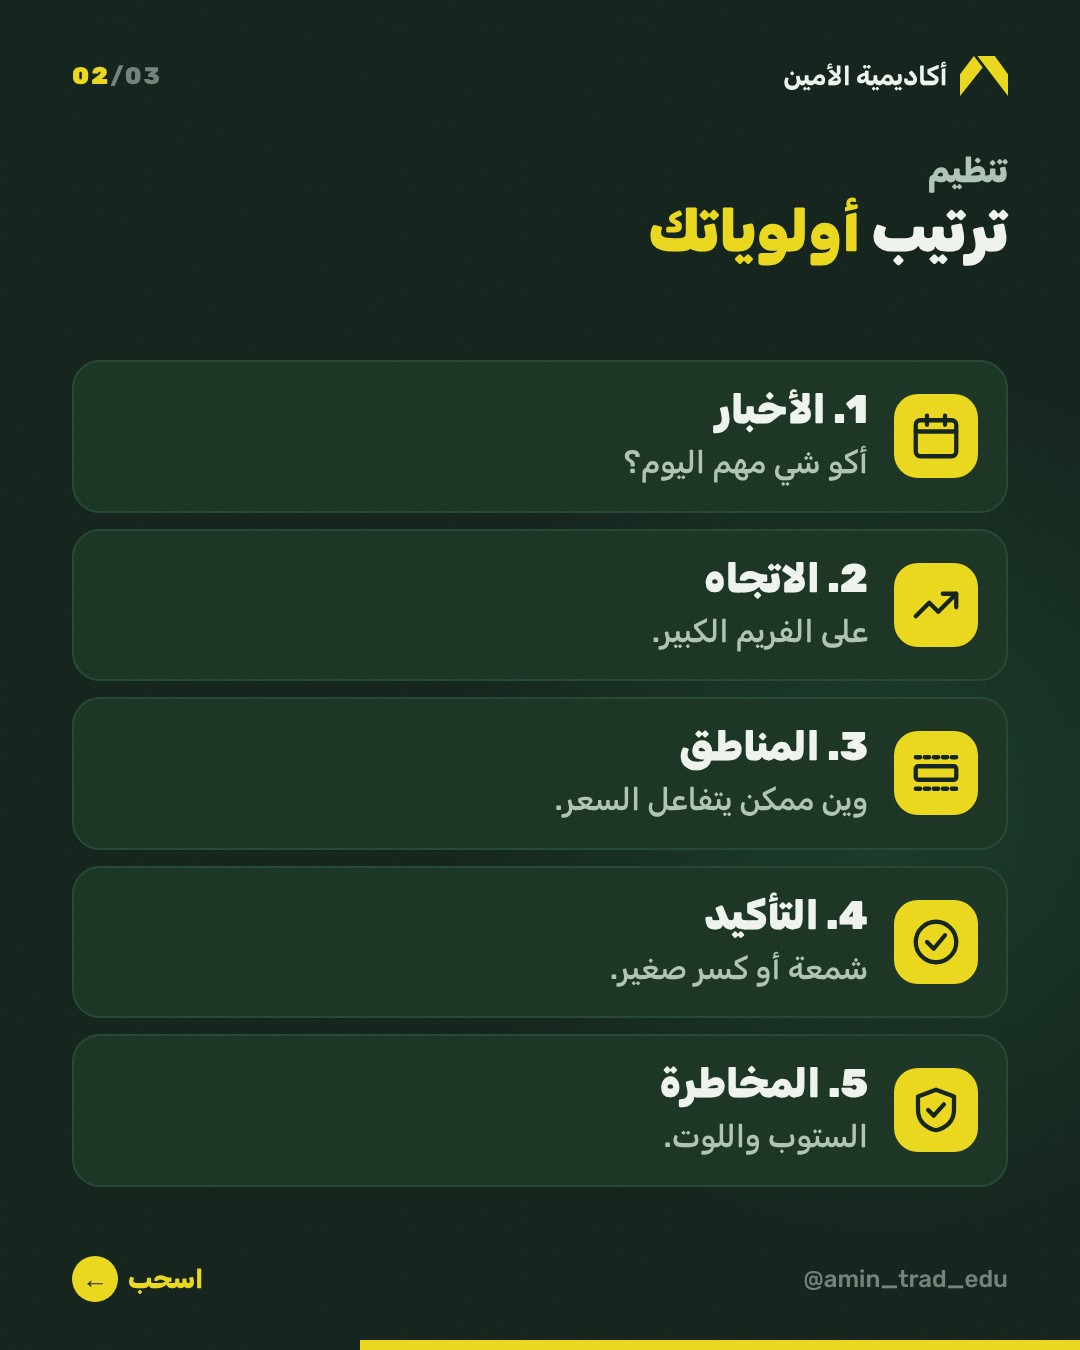 أكاديمية الأمين
02/03
تنظيم
ترتيب أولوياتك
1. الأخبار
أكو شي مهم اليوم؟
2. الاتجاه
على الفريم الكبير.
3. المناطق
وين ممكن يتفاعل السعر.
4. التأكيد
شمعة أو كسر صغير.
5. المخاطرة
الستوب واللوت.
@amin_trad_edu
اسحب ←